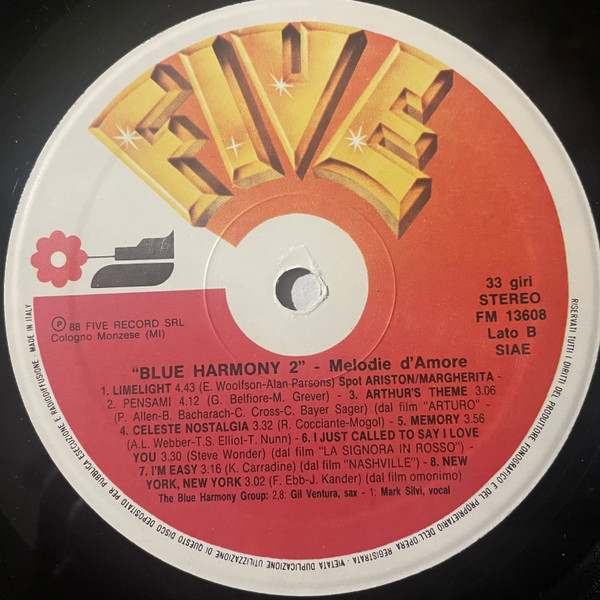 FIVE
33 giri
STEREO
FM 13608
Lato B
SIAE
℗ 88 FIVE RECORD SRL
Cologno Monzese (MI)
"BLUE HARMONY 2" - Melodie d'Amore
1. LIMELIGHT 4.43 (E. Woolfson-Alan-Parsons) Spot ARISTON/MARGHERITA -
2. PENSAMI 4.12 (G. Belfiore-M. Grever) - 3. ARTHUR'S THEME 3.06
(P. Allen-B. Bacharach-C. Cross-C. Bayer Sager) (dal film "ARTURO") -
4. CELESTE NOSTALGIA 3.32 (R. Cocciante-Mogol) - 5. MEMORY 3.56
(A.L. Webber-T.S. Elliot-T. Nunn) - 6. I JUST CALLED TO SAY I LOVE
YOU 3.30 (Steve Wonder) (dal film "LA SIGNORA IN ROSSO") -
7. I'M EASY 3.16 (K. Carradine) (dal film "NASHVILLE") - 8. NEW
YORK, NEW YORK 3.02 (F. Ebb-J. Kander) (dal film omonimo)
The Blue Harmony Group: 2,8: Gil Ventura, sax - 1: Mark Silvi, vocal
RISERVATI TUTTI I DIRITTI DEL PRODUTTORE FONOGRAFICO E DEL PROPRIETARIO DELL'OPERA REGISTRATA - VIETATA DUPLICAZIONE UTILIZZAZIONE DI QUESTO DISCO DEPOSITATO PER PUBBLICA ESECUZIONE E RADIODIFFUSIONE - MADE IN ITALY